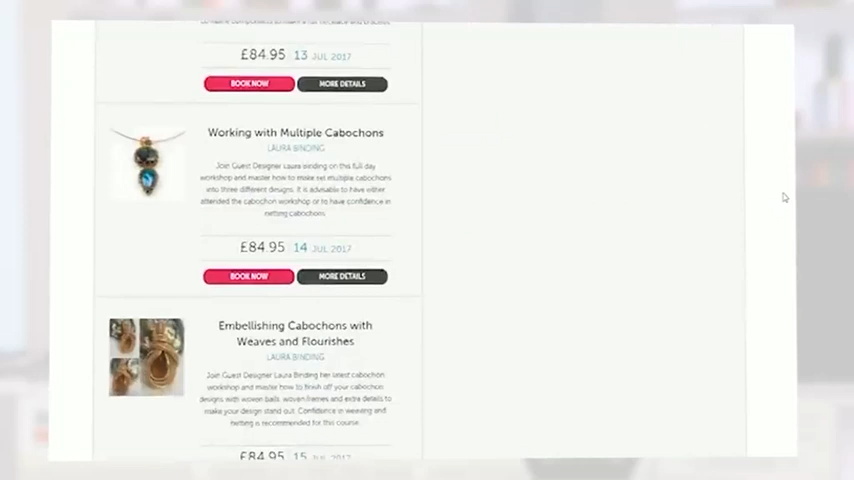 £84.95 13 JUL 2017
BOOK NOW MORE DETAILS
Working with Multiple Cabochons
LAURA BINDING
Join Guest Designer Laura Binding on this full day
workshop and master how to make set multiple cabochons
into three different designs. It is advisable to have either
attended the cabochon workshop or to have confidence in
netting cabochons.
£84.95 14 JUL 2017
BOOK NOW MORE DETAILS
Embellishing Cabochons with
Weaves and Flourishes
LAURA BINDING
Join Guest Designer Laura Binding her latest cabochon
workshop and master how to finish off your cabochon
designs with woven bails, woven frames and extra details to
make your design stand out. Confidence in weaving and
netting is recommended for this course.
£84.95 15 JUL 2017